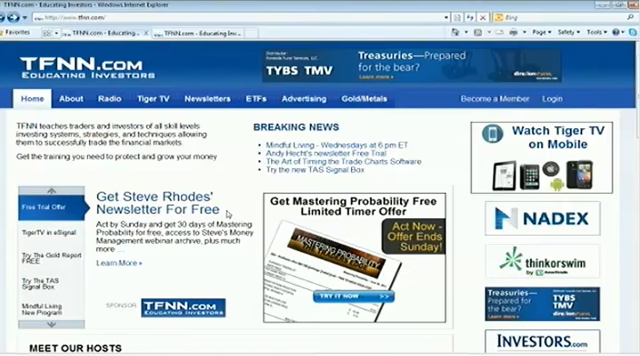 TFNN.com - Educating Investors - Windows Internet Explorer
http://www.tfnn.com/
Bing
Favorites
TFNN.com - Educating...
TFNN.com - Educating Inv...
Page
Safety
Tools
TFNN.COM
EDUCATING INVESTORS
TYBS TMV
Treasuries—Prepared
for the bear?
Learn more
Home
About
Radio
Tiger TV
Newsletters
ETFs
Advertising
Gold/Metals
Become a Member
Login
TFNN teaches traders and investors of all skill levels
investing systems, strategies, and techniques allowing
them to successfully trade the financial markets.
Get the training you need to protect and grow your money
BREAKING NEWS
Mindful Living - Wednesdays at 6 pm ET
Andy Hecht's newsletter Free Trial
The Art of Timing the Trade Charts Software
Try the new TAS Signal Box
Watch Tiger TV
on Mobile
Free Trial Offer
TigerTV in eSignal
Try The Gold Report
FREE
Try The TAS
Signal Box
Mindful Living
New Program
Get Steve Rhodes'
Newsletter For Free
Act by Sunday and get 30 days of Mastering
Probability for free, access to Steve's Money
Management webinar archive, plus much
more ...
Learn More »
SPONSOR
TFNN.COM
EDUCATING INVESTORS
Get Mastering Probability Free
Limited Timer Offer
Act Now -
Offer Ends
Sunday!
MASTERING
PROBABILITY
TRY IT NOW >>
NADEX
thinkorswim
Treasuries—
Prepared for
the bear?
TYBS
TMV
INVESTORS.com
MEET OUR HOSTS